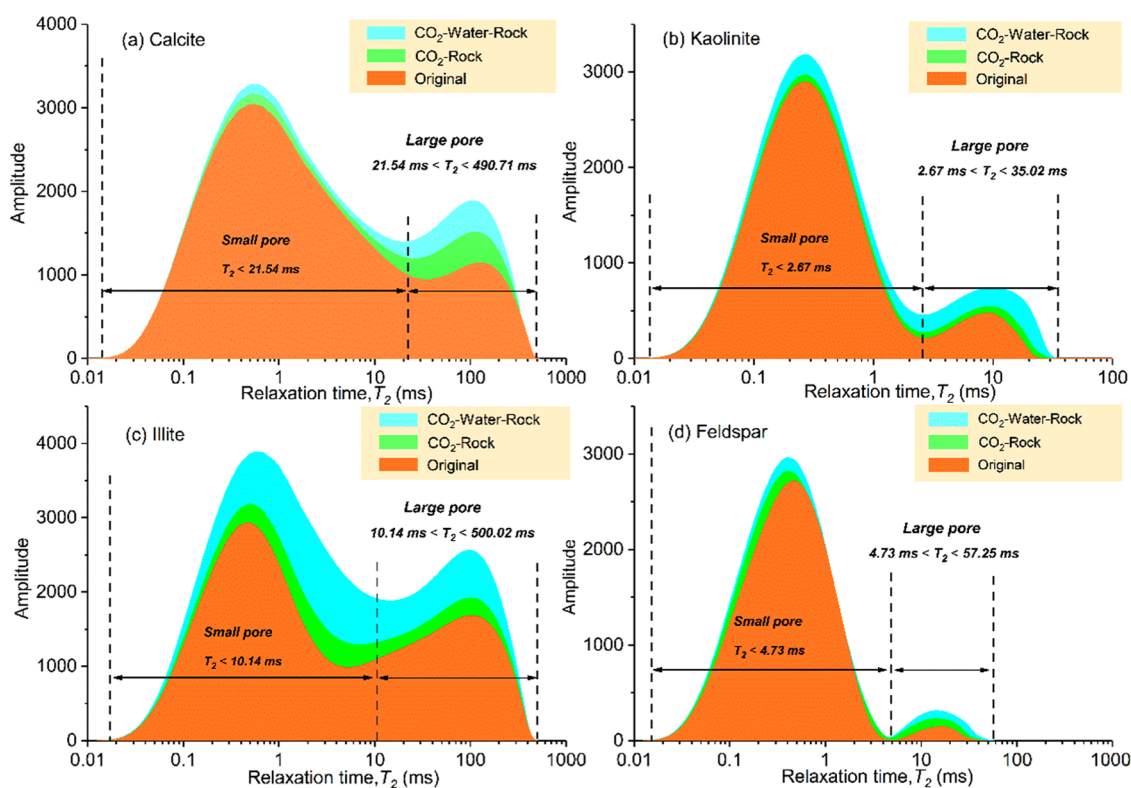 (a) Calcite
CO₂-Water-Rock
CO₂-Rock
Original
Large pore
21.54 ms < T₂ < 490.71 ms
Small pore
T₂ < 21.54 ms
Amplitude
4000
3000
2000
1000
0
0.01 0.1 1 10 100 1000
Relaxation time, T₂ (ms)
(b) Kaolinite
CO₂-Water-Rock
CO₂-Rock
Original
Large pore
2.67 ms < T₂ < 35.02 ms
Small pore
T₂ < 2.67 ms
Amplitude
3000
2000
1000
0
0.01 0.1 1 10 100
Relaxation time, T₂ (ms)
(c) Illite
CO₂-Water-Rock
CO₂-Rock
Original
Large pore
10.14 ms < T₂ < 500.02 ms
Small pore
T₂ < 10.14 ms
Amplitude
4000
3000
2000
1000
0
0.01 0.1 1 10 100 1000
Relaxation time, T₂ (ms)
(d) Feldspar
CO₂-Water-Rock
CO₂-Rock
Original
Large pore
4.73 ms < T₂ < 57.25 ms
Small pore
T₂ < 4.73 ms
Amplitude
3000
2000
1000
0
0.01 0.1 1 10 100 1000
Relaxation time, T₂ (ms)